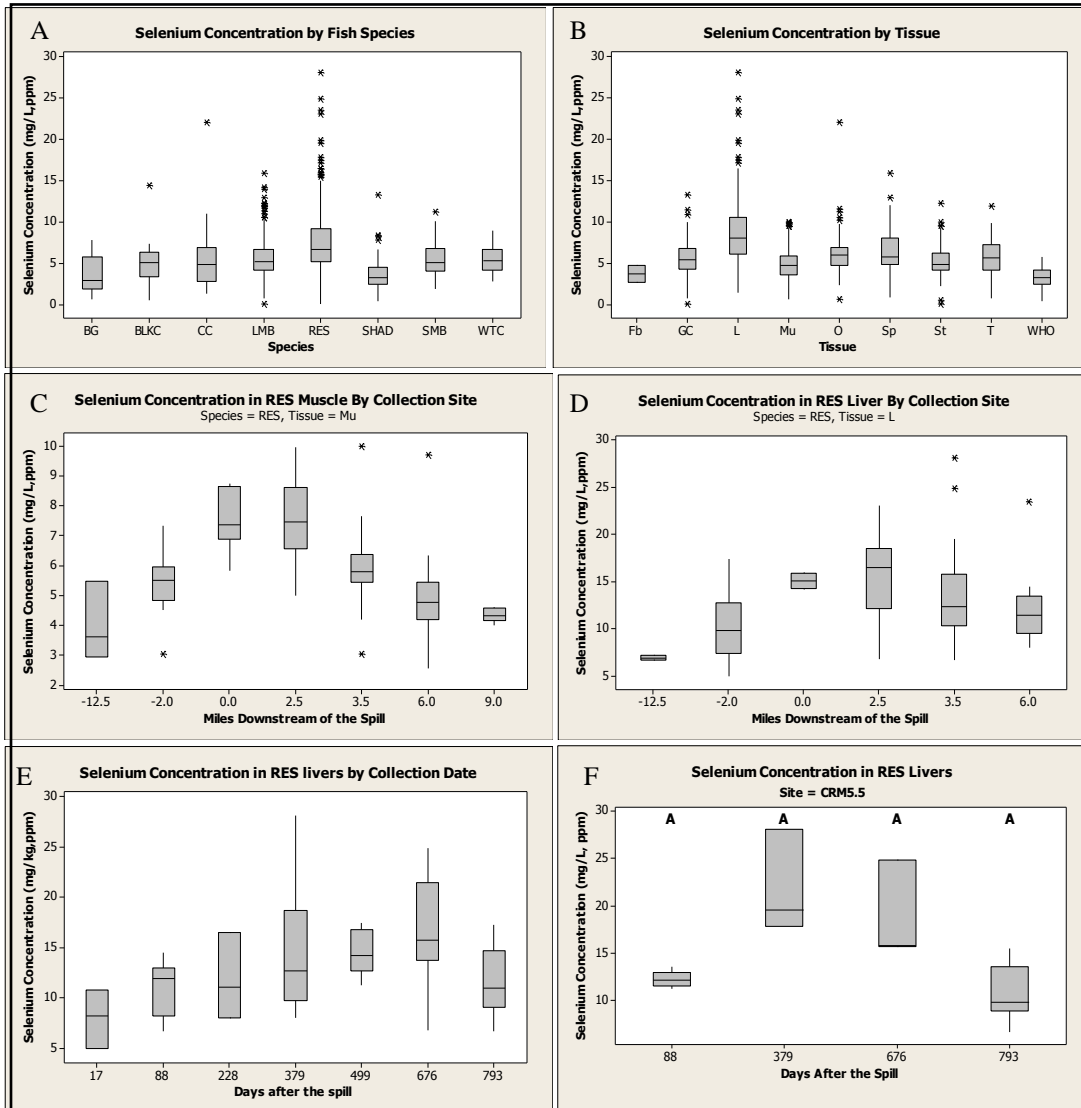 A
Selenium Concentration by Fish Species
Selenium Concentration (mg/L,ppm)
30
25
20
15
10
5
0
BG BLKC CC LMB RES SHAD SMB WTC
Species
B
Selenium Concentration by Tissue
Selenium Concentration (mg/L,ppm)
30
25
20
15
10
5
0
Fb GC L Mu O Sp St T WHO
Tissue
C
Selenium Concentration in RES Muscle By Collection Site
Species = RES, Tissue = Mu
Selenium Concentration (mg/L,ppm)
10
9
8
7
6
5
4
3
2
-12.5 -2.0 0.0 2.5 3.5 6.0 9.0
Miles Downstream of the Spill
D
Selenium Cocentration in RES Liver By Collection Site
Species = RES, Tissue = L
Selenium Concentration (mg/L,ppm)
30
25
20
15
10
5
-12.5 -2.0 0.0 2.5 3.5 6.0
Miles Downstream of the Spill
E
Selenium Concentration in RES livers by Collection Date
Selenium Concentration (mg/kg,ppm)
30
25
20
15
10
5
17 88 228 379 499 676 793
Days after the spill
F
Selenium Concentration in RES Livers
Site = CRM5.5
Selenium Concentration (mg/L, ppm)
30
25
20
15
10
A A A A
88 379 676 793
Days After the Spill